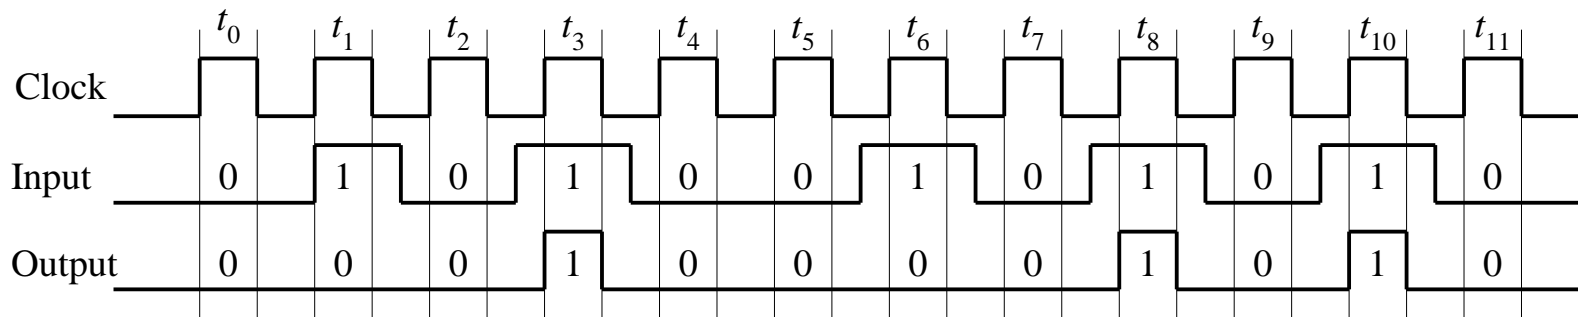 t0 t1 t2 t3 t4 t5 t6 t7 t8 t9 t10 t11
Clock
Input 0 1 0 1 0 0 1 0 1 0 1 0
Output 0 0 0 1 0 0 0 0 1 0 1 0